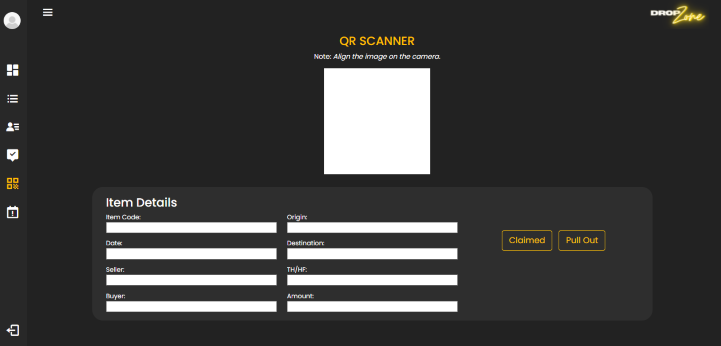 DROP Zone
QR SCANNER
Note: Align the image on the camera.
Item Details
Item Code:
Origin:
Claimed
Pull Out
Date:
Destination:
Seller:
TH/HF:
Buyer:
Amount: